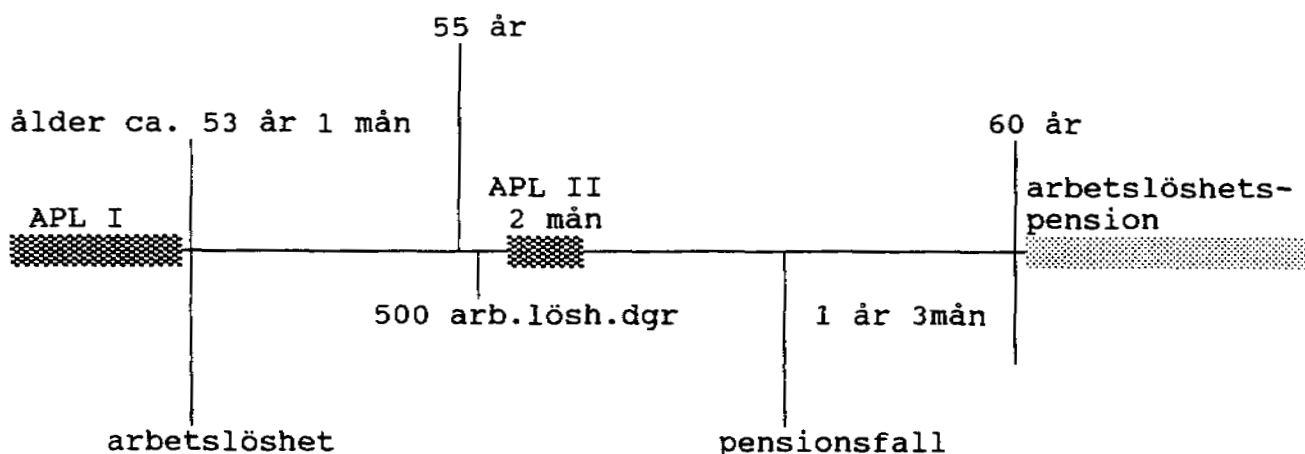 55 år
ålder ca. 53 år 1 mån
60 år
APL I
APL II
2 mån
arbetslöshets-
pension
500 arb.lösh.dgr
1 år 3mån
arbetslöshet
pensionsfall